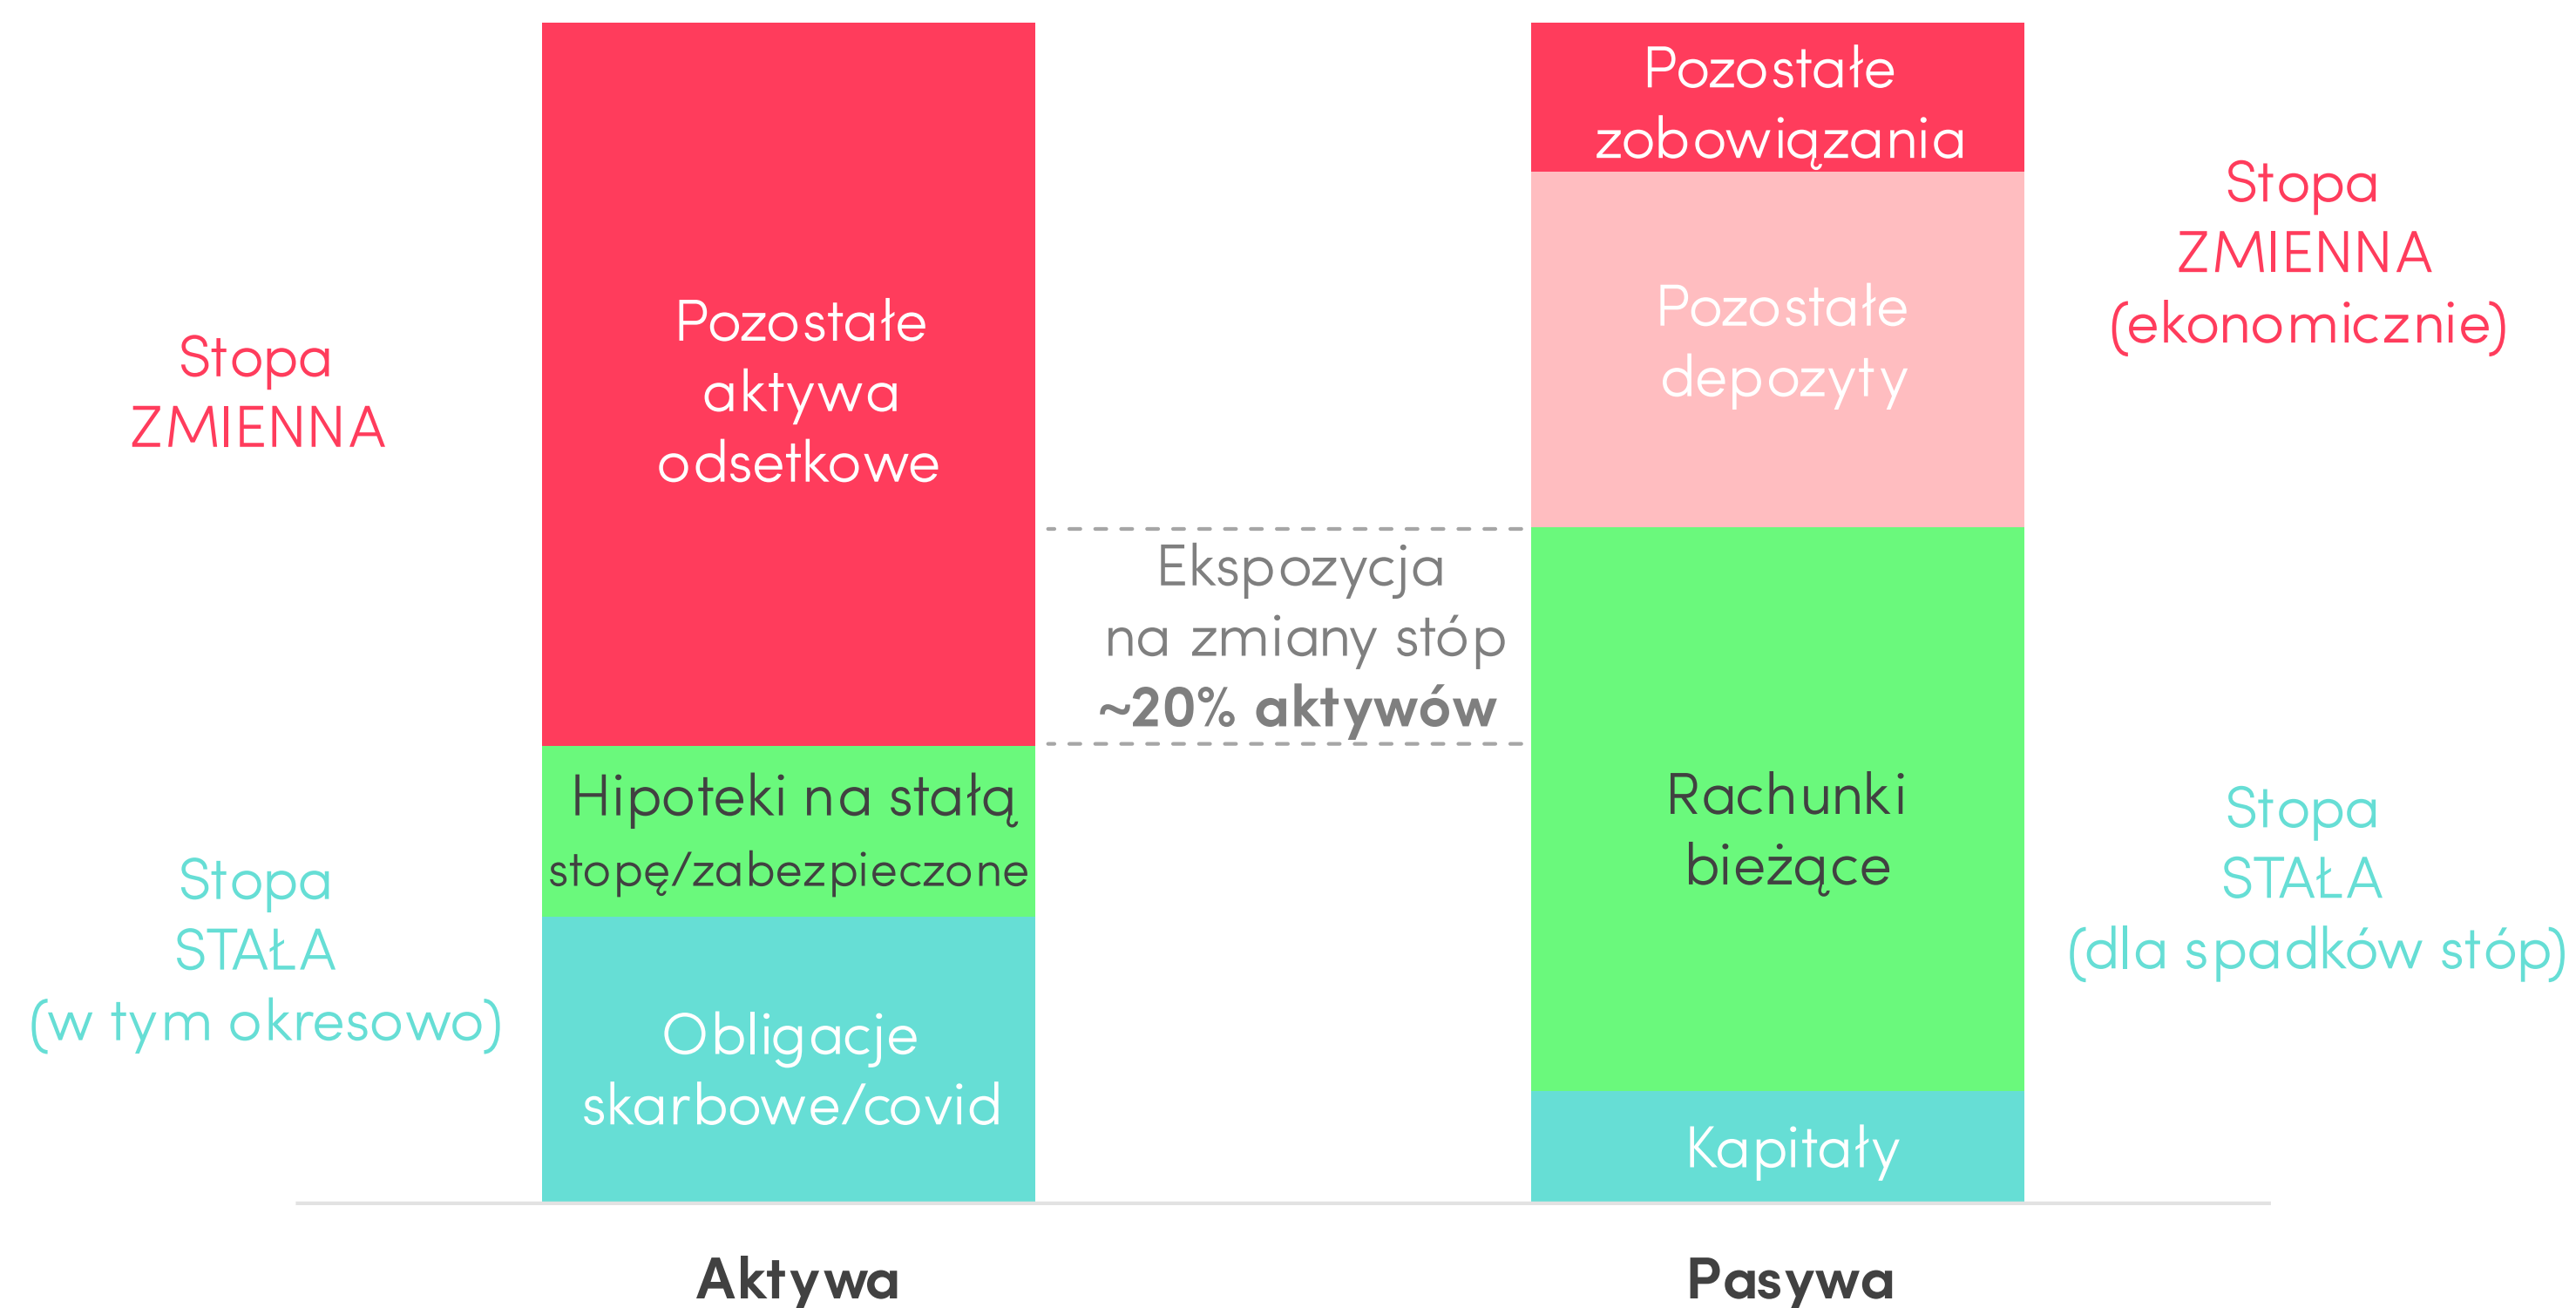 Stopa
ZMIENNA
Stopa
STAŁA
(w tym okresowo)
Pozostałe
aktywa
odsetkowe
Hipoteki na stałą
stopę/zabezpieczone
Obligacje
skarbowe/covid
Aktywa
Ekspozycja
na zmiany stóp
~20% aktywów
Pozostałe
zobowiązania
Pozostałe
depozyty
Rachunki
bieżące
Kapitały
Pasywa
Stopa
ZMIENNA
(ekonomicznie)
Stopa
STAŁA
(dla spadków stóp)